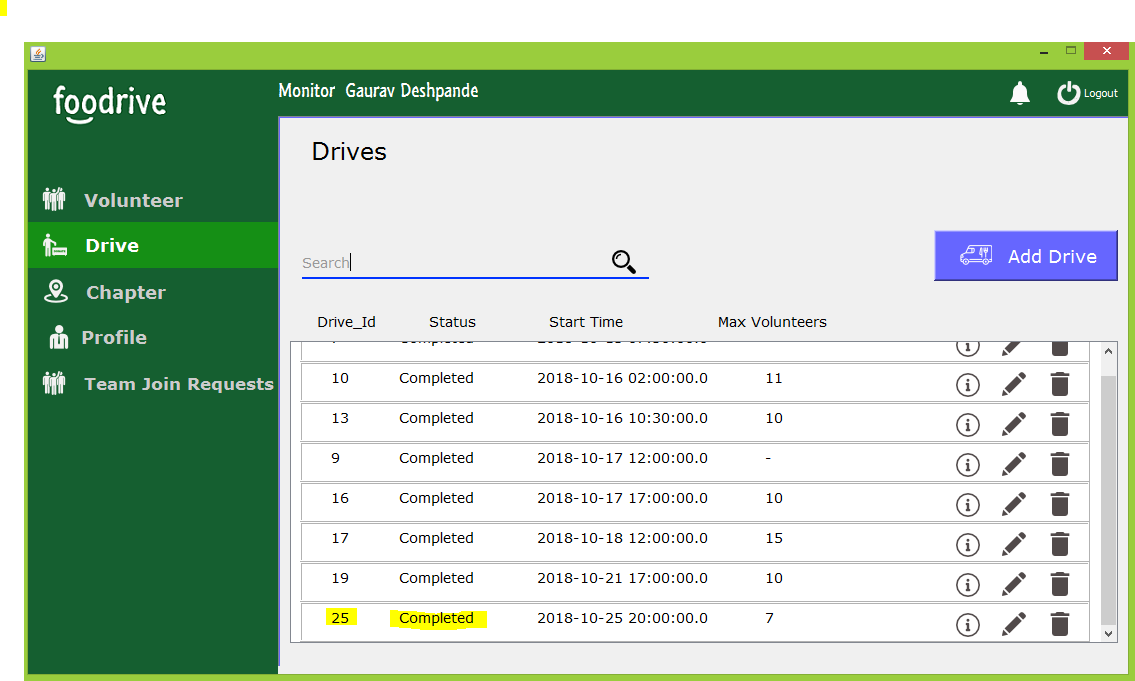 foodrive
Monitor Gaurav Deshpande
Logout
Volunteer
Drive
Chapter
Profile
Team Join Requests
Drives
Search
Add Drive
Drive_Id Status Start Time Max Volunteers
10 Completed 2018-10-16 02:00:00.0 11
13 Completed 2018-10-16 10:30:00.0 10
9 Completed 2018-10-17 12:00:00.0 -
16 Completed 2018-10-17 17:00:00.0 10
17 Completed 2018-10-18 12:00:00.0 15
19 Completed 2018-10-21 17:00:00.0 10
25 Completed 2018-10-25 20:00:00.0 7